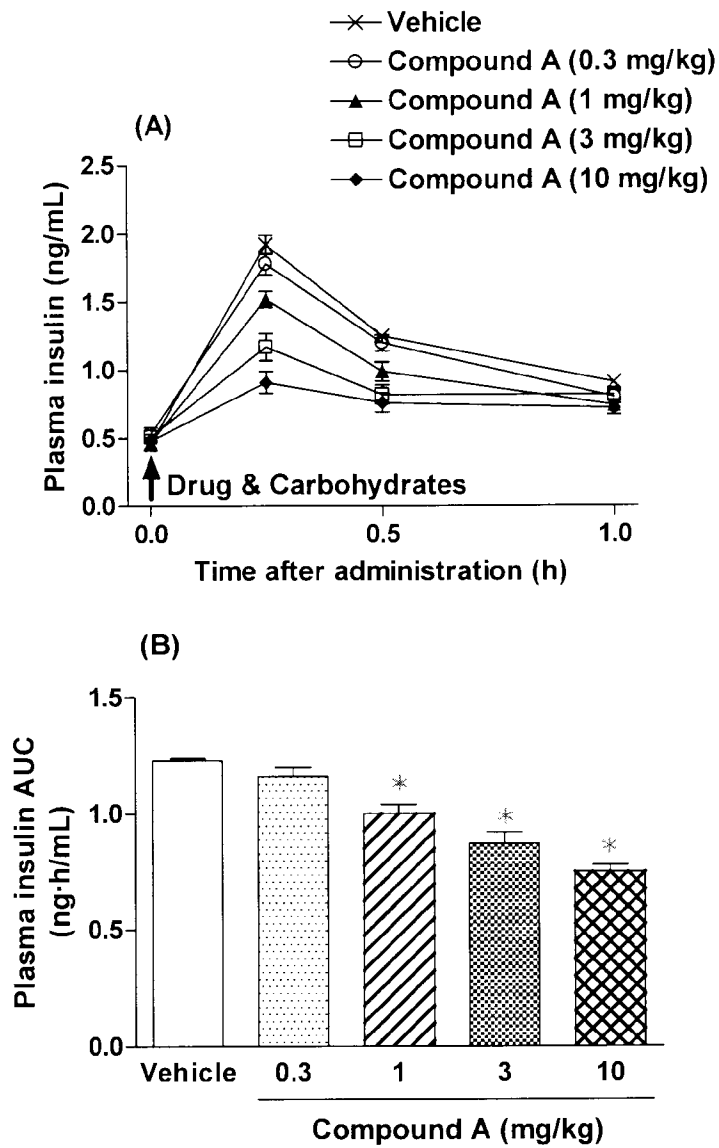 Vehicle
Compound A (0.3 mg/kg)
Compound A (1 mg/kg)
Compound A (3 mg/kg)
Compound A (10 mg/kg)
(A)
Plasma insulin (ng/mL)
2.5
2.0
1.5
1.0
0.5
0.0
Drug & Carbohydrates
0.0 0.5 1.0
Time after administration (h)
(B)
Plasma insulin AUC
(ng·h/mL)
1.5
1.0
0.5
0.0
* * *
Vehicle 0.3 1 3 10
Compound A (mg/kg)